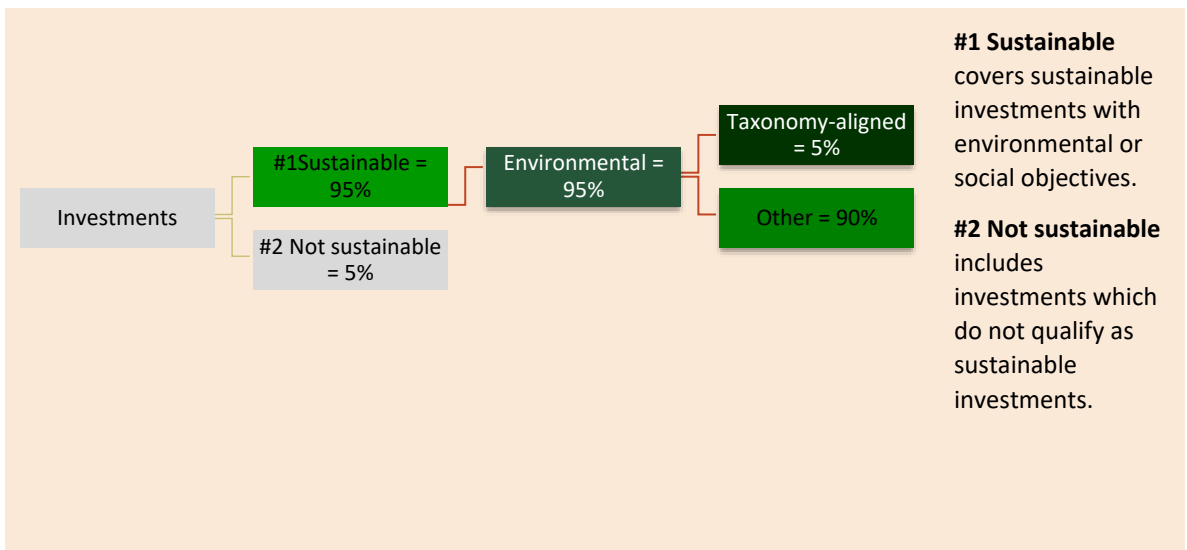 Investments
#1Sustainable =
95%
#2 Not sustainable
= 5%
Environmental =
95%
Taxonomy-aligned
= 5%
Other = 90%
#1 Sustainable
covers sustainable
investments with
environmental or
social objectives.
#2 Not sustainable
includes
investments which
do not qualify as
sustainable
investments.